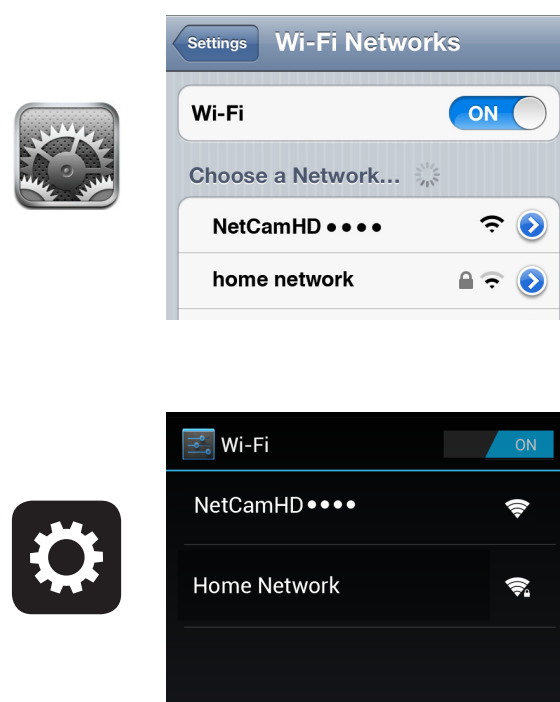 Settings Wi-Fi Networks
Wi-Fi ON
Choose a Network...
NetCamHD ● ● ● ●
home network
Wi-Fi ON
NetCamHD ● ● ● ●
Home Network